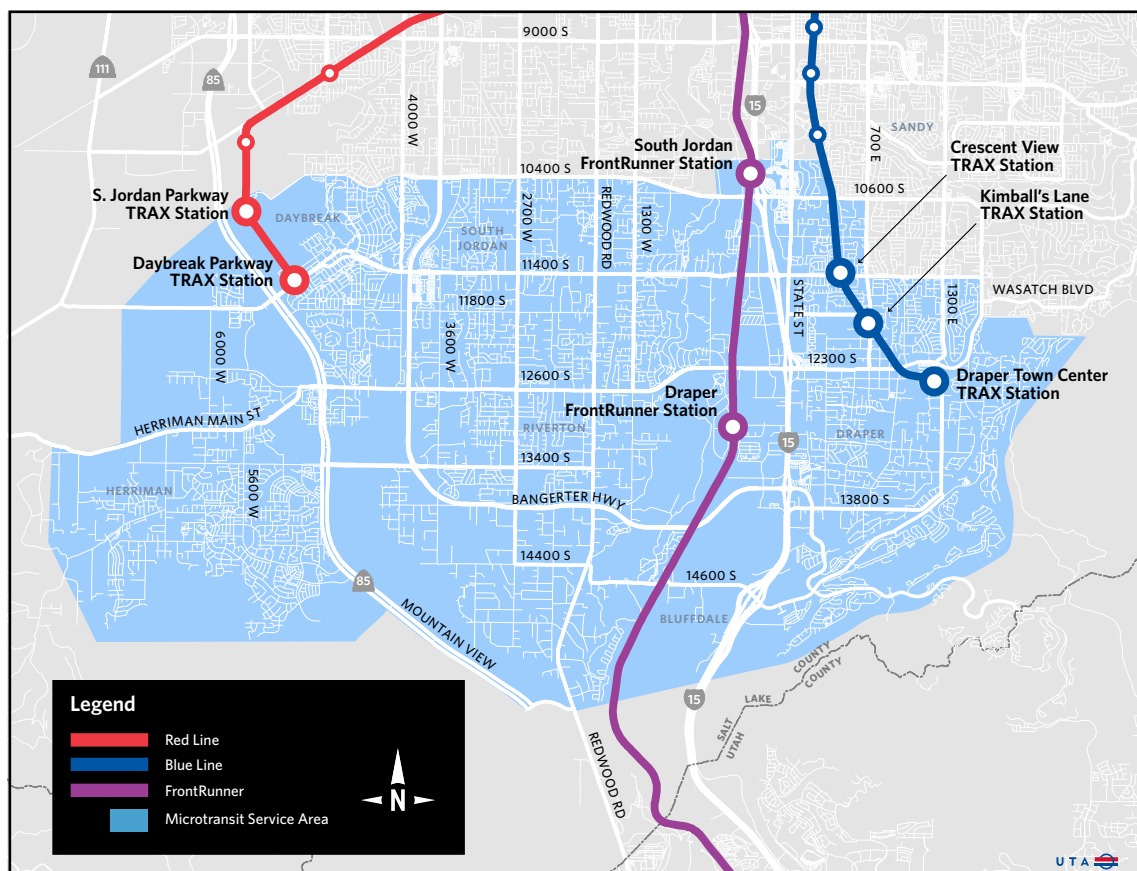 9000 S
111
85
4000 W
15
700 E
SANDY
South Jordan
FrontRunner Station
Crescent View
TRAX Station
10400 S
10600 S
Kimball's Lane
TRAX Station
S. Jordan Parkway
TRAX Station
DAYBREAK
2700 W
REDWOOD RD
1300 W
SOUTH
JORDAN
Daybreak Parkway
TRAX Station
11400 S
STATE ST
1300 E
WASATCH BLVD
11800 S
6000 W
3600 W
12300 S
12600 S
Draper Town Center
TRAX Station
Draper
FrontRunner Station
HERRIMAN MAIN ST
RIVERTON
DRAPER
15
13400 S
HERRIMAN
5600 W
BANGERTER HWY
13800 S
14400 S
14600 S
85
MOUNTAIN VIEW
BLUFFDALE
COUNTY
COUNTY
15
SALT LAKE
UTAH
REDWOOD RD
Legend
Red Line
Blue Line
FrontRunner
Microtransit Service Area
N
UTA